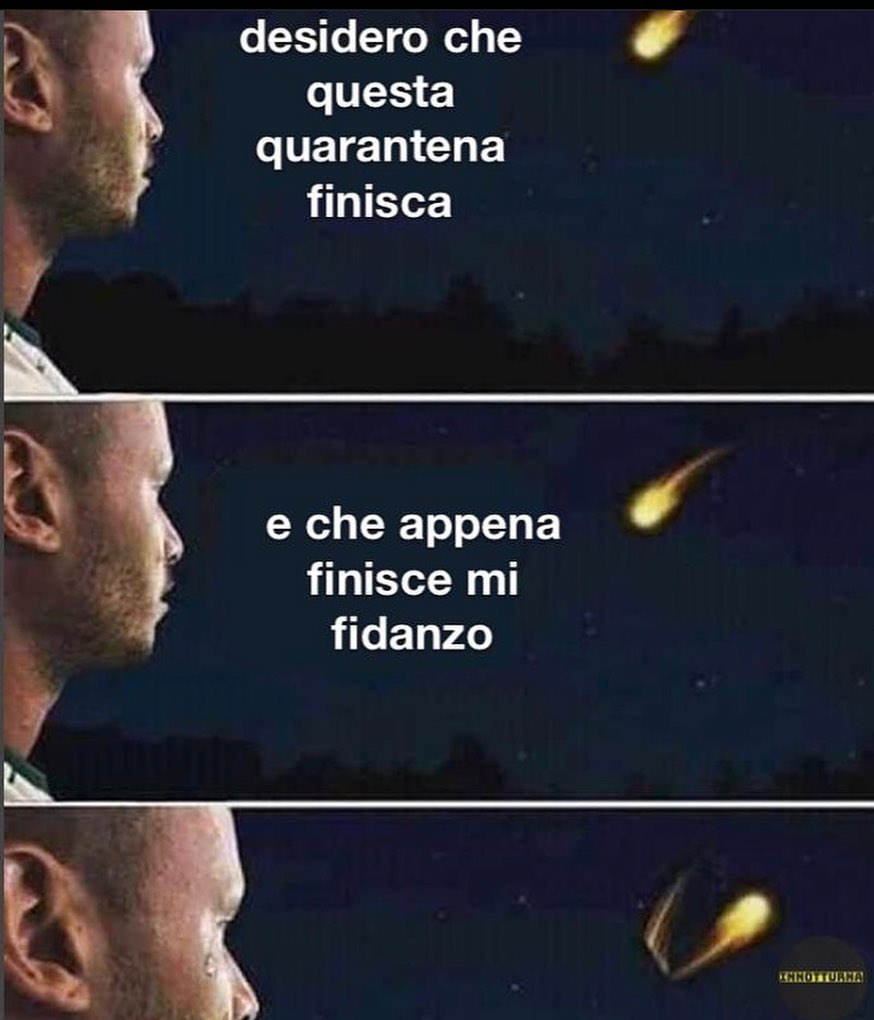 desidero che
questa
quarantena
finisca
e che appena
finisce mi
fidanzo
INNOTTURNA